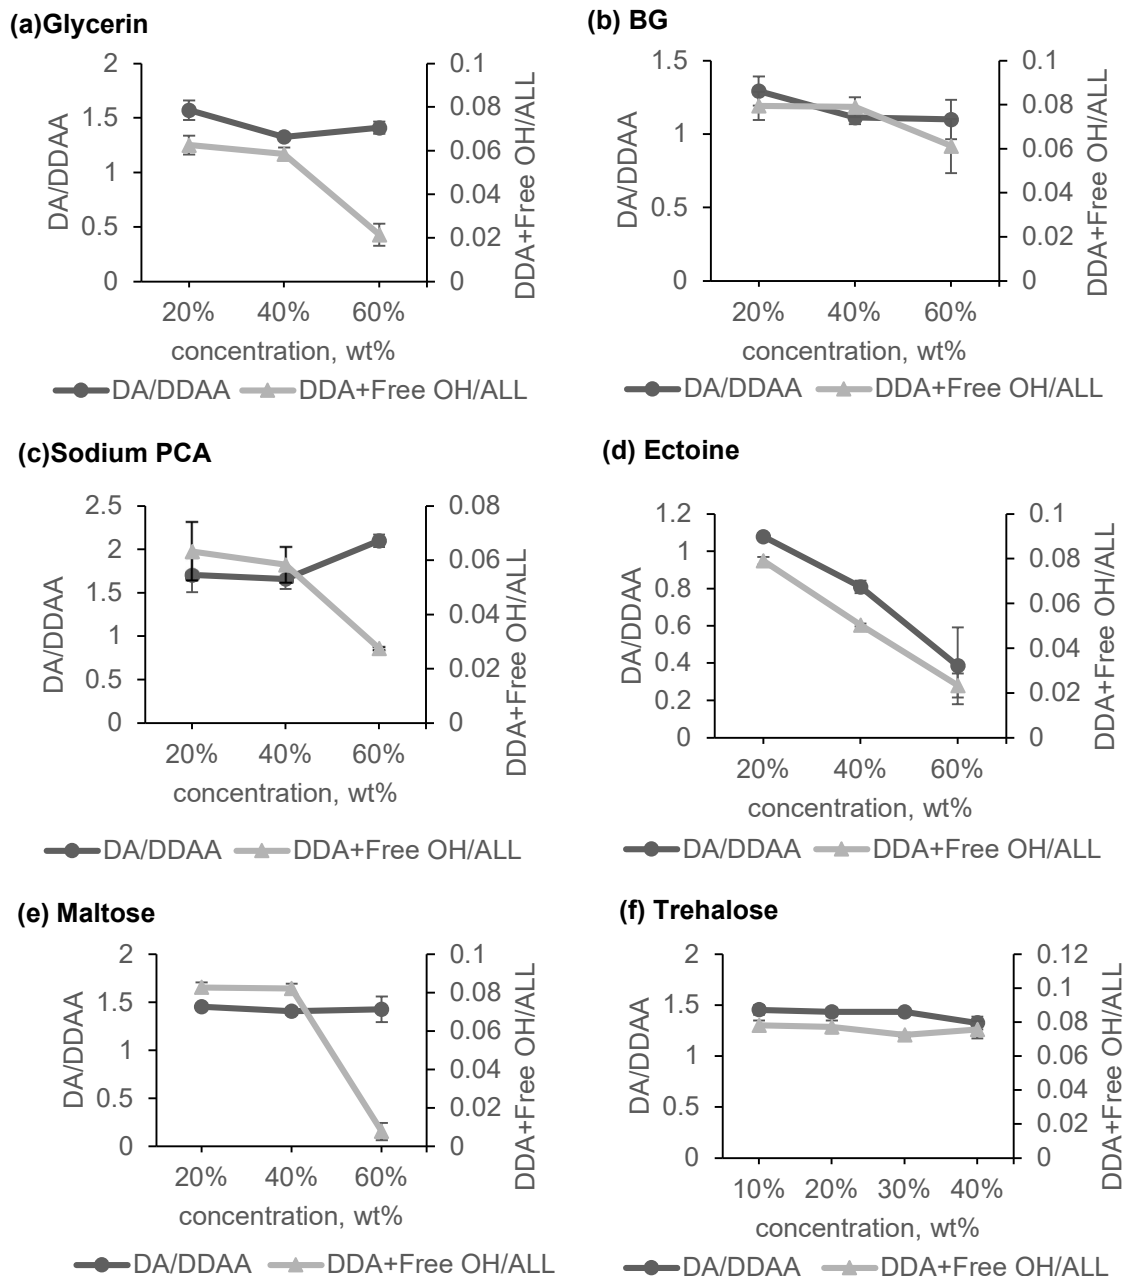 (a)Glycerin
2
1.5
1
0.5
0
DA/DDAA
0.1
0.08
0.06
0.04
0.02
0
DDA+Free OH/ALL
20% 40% 60%
concentration, wt%
DA/DDAA DDA+Free OH/ALL
(b) BG
1.5
1
0.5
0
DA/DDAA
0.1
0.08
0.06
0.04
0.02
0
DDA+Free OH/ALL
20% 40% 60%
concentration, wt%
DA/DDAA DDA+Free OH/ALL
(c)Sodium PCA
2.5
2
1.5
1
0.5
0
DA/DDAA
0.08
0.06
0.04
0.02
0
DDA+Free OH/ALL
20% 40% 60%
concentration, wt%
DA/DDAA DDA+Free OH/ALL
(d) Ectoine
1.2
1
0.8
0.6
0.4
0.2
0
DA/DDAA
0.1
0.08
0.06
0.04
0.02
0
DDA+Free OH/ALL
20% 40% 60%
concentration, wt%
DA/DDAA DDA+Free OH/ALL
(e) Maltose
2
1.5
1
0.5
0
DA/DDAA
0.1
0.08
0.06
0.04
0.02
0
DDA+Free OH/ALL
20% 40% 60%
concentration, wt%
DA/DDAA DDA+Free OH/ALL
(f) Trehalose
2
1.5
1
0.5
0
DA/DDAA
0.12
0.1
0.08
0.06
0.04
0.02
0
DDA+Free OH/ALL
10% 20% 30% 40%
concentration, wt%
DA/DDAA DDA+Free OH/ALL